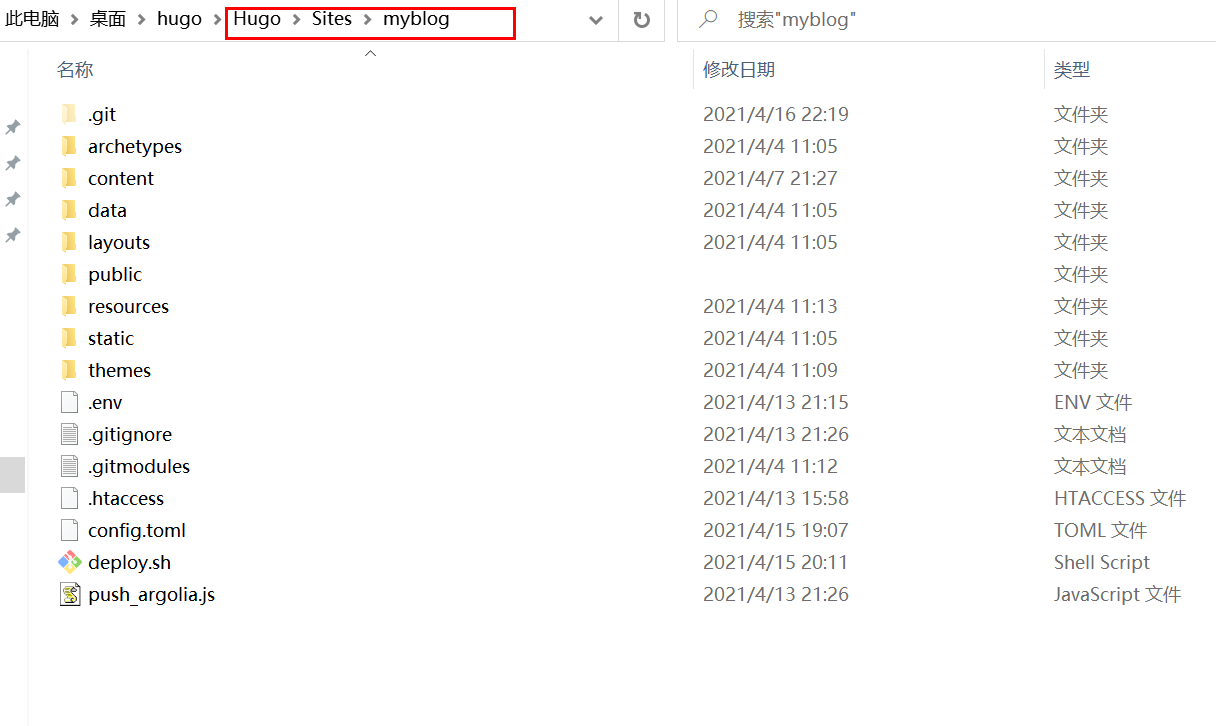 此电脑 > 桌面 > hugo > Hugo > Sites > myblog 搜索"myblog"
名称 修改日期 类型
.git 2021/4/16 22:19 文件夹
archetypes 2021/4/4 11:05 文件夹
content 2021/4/7 21:27 文件夹
data 2021/4/4 11:05 文件夹
layouts 2021/4/4 11:05 文件夹
public 文件夹
resources 2021/4/4 11:13 文件夹
static 2021/4/4 11:05 文件夹
themes 2021/4/4 11:09 文件夹
.env 2021/4/13 21:15 ENV 文件
.gitignore 2021/4/13 21:26 文本文档
.gitmodules 2021/4/4 11:12 文本文档
.htaccess 2021/4/13 15:58 HTACCESS 文件
config.toml 2021/4/15 19:07 TOML 文件
deploy.sh 2021/4/15 20:11 Shell Script
push_argolia.js 2021/4/13 21:26 JavaScript 文件